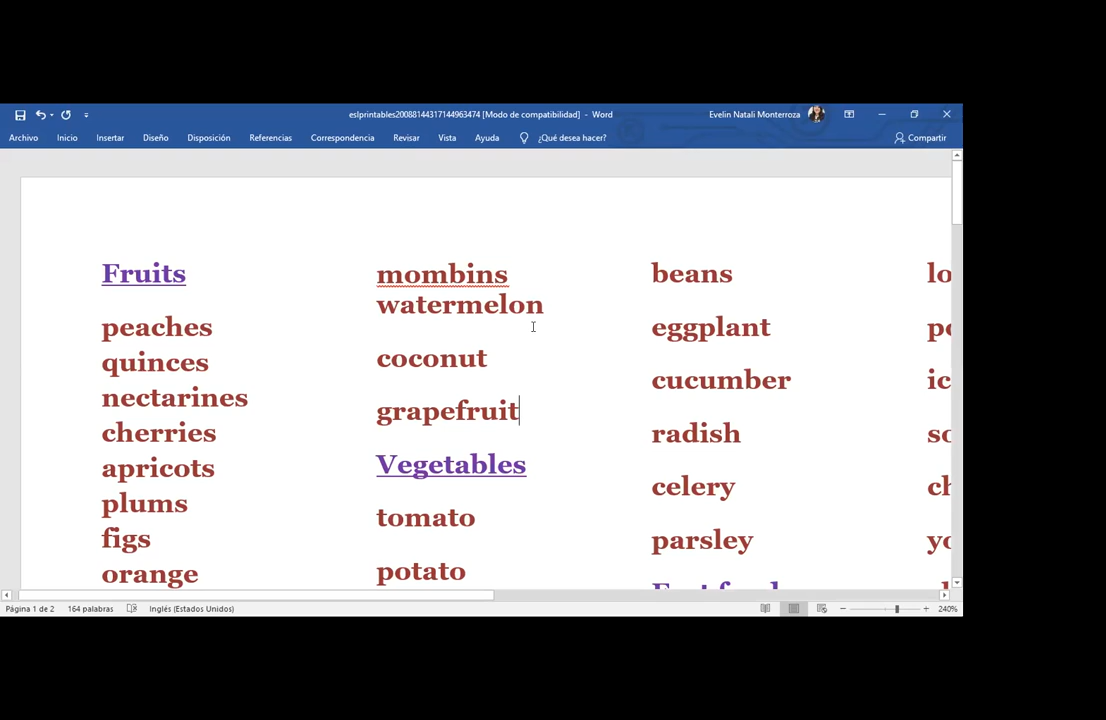 eslprintables20088144317144963474 [Modo de compatibilidad] - Word
Evelin Natali Monterroza
Archivo
Inicio
Insertar
Diseño
Disposición
Referencias
Correspondencia
Revisar
Vista
Ayuda
¿Qué desea hacer?
Compartir
Fruits
peaches
quinces
nectarines
cherries
apricots
plums
figs
orange
mombins
watermelon
coconut
grapefruit
Vegetables
tomato
potato
beans
eggplant
cucumber
radish
celery
parsley
Página 1 de 2
164 palabras
Inglés (Estados Unidos)
240%